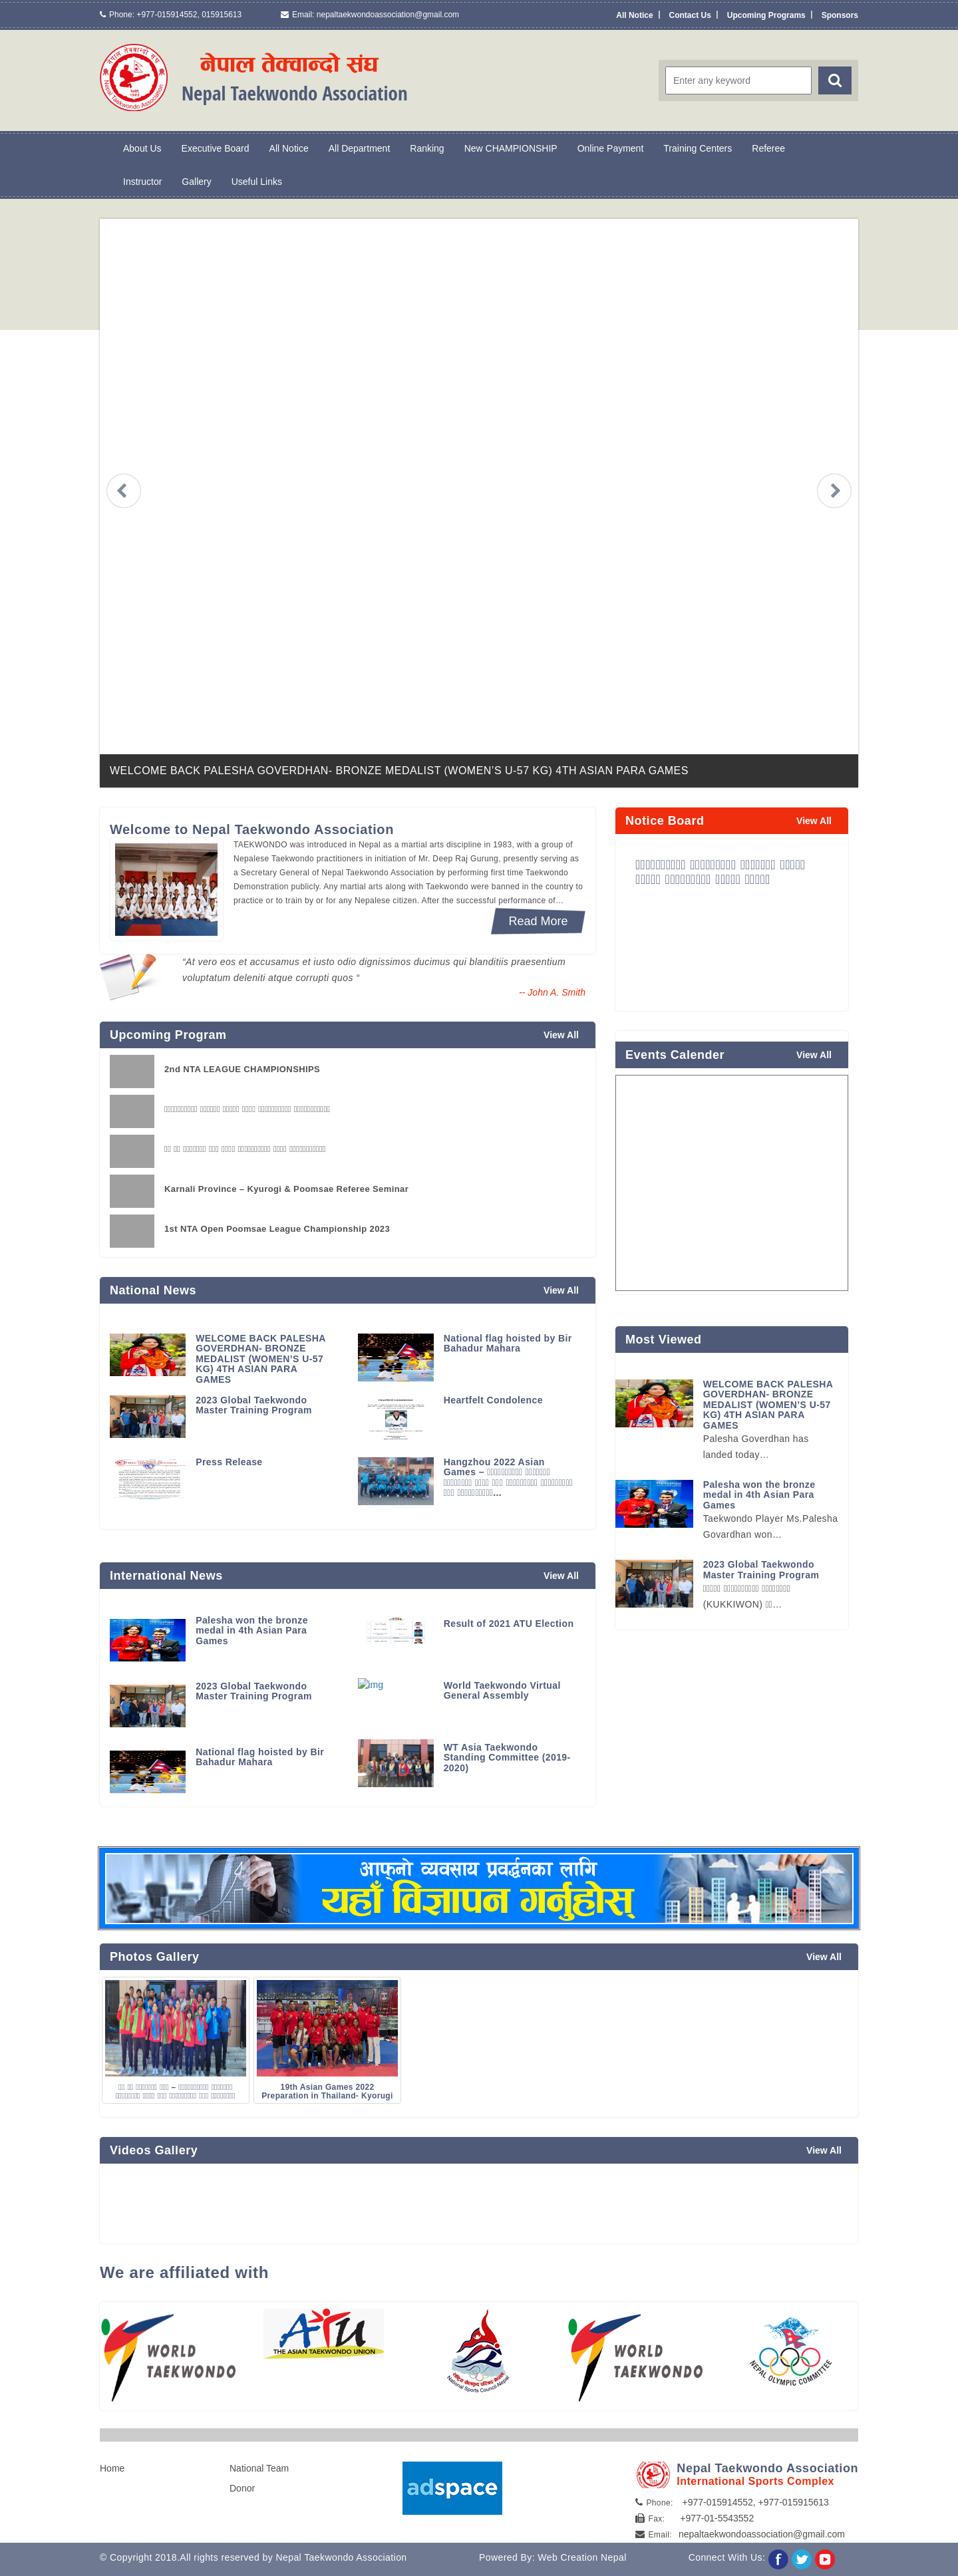 Phone: +977-015914552, 015915613
Email: nepaltaekwondoassociation@gmail.com
All Notice | Contact Us | Upcoming Programs | Sponsors
नेपाल तेक्वान्दो संघ
Nepal Taekwondo Association
Enter any keyword
About Us Executive Board All Notice All Department Ranking New CHAMPIONSHIP Online Payment Training Centers Referee
Instructor Gallery Useful Links
WELCOME BACK PALESHA GOVERDHAN- BRONZE MEDALIST (WOMEN'S U-57 KG) 4TH ASIAN PARA GAMES
Welcome to Nepal Taekwondo Association
TAEKWONDO was introduced in Nepal as a martial arts discipline in 1983, with a group of
Nepalese Taekwondo practitioners in initiation of Mr. Deep Raj Gurung, presently serving as
a Secretary General of Nepal Taekwondo Association by performing first time Taekwondo
Demonstration publicly. Any martial arts along with Taekwondo were banned in the country to
practice or to train by or for any Nepalese citizen. After the successful performance of…
Read More
"At vero eos et accusamus et iusto odio dignissimos ducimus qui blanditiis praesentium
voluptatum deleniti atque corrupti quos "
-- John A. Smith
Notice Board View All
Upcoming Program View All
2nd NTA LEAGUE CHAMPIONSHIPS
Karnali Province – Kyurogi & Poomsae Referee Seminar
1st NTA Open Poomsae League Championship 2023
Events Calender View All
National News View All
WELCOME BACK PALESHA
GOVERDHAN- BRONZE
MEDALIST (WOMEN'S U-57
KG) 4TH ASIAN PARA
GAMES
National flag hoisted by Bir
Bahadur Mahara
2023 Global Taekwondo
Master Training Program
Heartfelt Condolence
Press Release
Hangzhou 2022 Asian
Games –
Most Viewed
WELCOME BACK PALESHA
GOVERDHAN- BRONZE
MEDALIST (WOMEN'S U-57
KG) 4TH ASIAN PARA
GAMES
Palesha Goverdhan has
landed today…
Palesha won the bronze
medal in 4th Asian Para
Games
Taekwondo Player Ms.Palesha
Govardhan won…
2023 Global Taekwondo
Master Training Program
(KUKKIWON)
International News View All
Palesha won the bronze
medal in 4th Asian Para
Games
Result of 2021 ATU Election
2023 Global Taekwondo
Master Training Program
img
World Taekwondo Virtual
General Assembly
National flag hoisted by Bir
Bahadur Mahara
WT Asia Taekwondo
Standing Committee (2019-
2020)
आफ्नो व्यवसाय प्रवर्द्धनका लागि
यहाँ विज्ञापन गर्नुहोस्
Photos Gallery View All
19th Asian Games 2022
Preparation in Thailand- Kyorugi
Videos Gallery View All
We are affiliated with
WORLD
TAEKWONDO
ATU
THE ASIAN TAEKWONDO UNION
National Sports Council-Nepal
WORLD
TAEKWONDO
NEPAL OLYMPIC COMMITTEE
Home
National Team
Donor
adspace
Nepal Taekwondo Association
International Sports Complex
Phone: +977-015914552, +977-015915613
Fax: +977-01-5543552
Email: nepaltaekwondoassociation@gmail.com
© Copyright 2018.All rights reserved by Nepal Taekwondo Association
Powered By: Web Creation Nepal
Connect With Us: